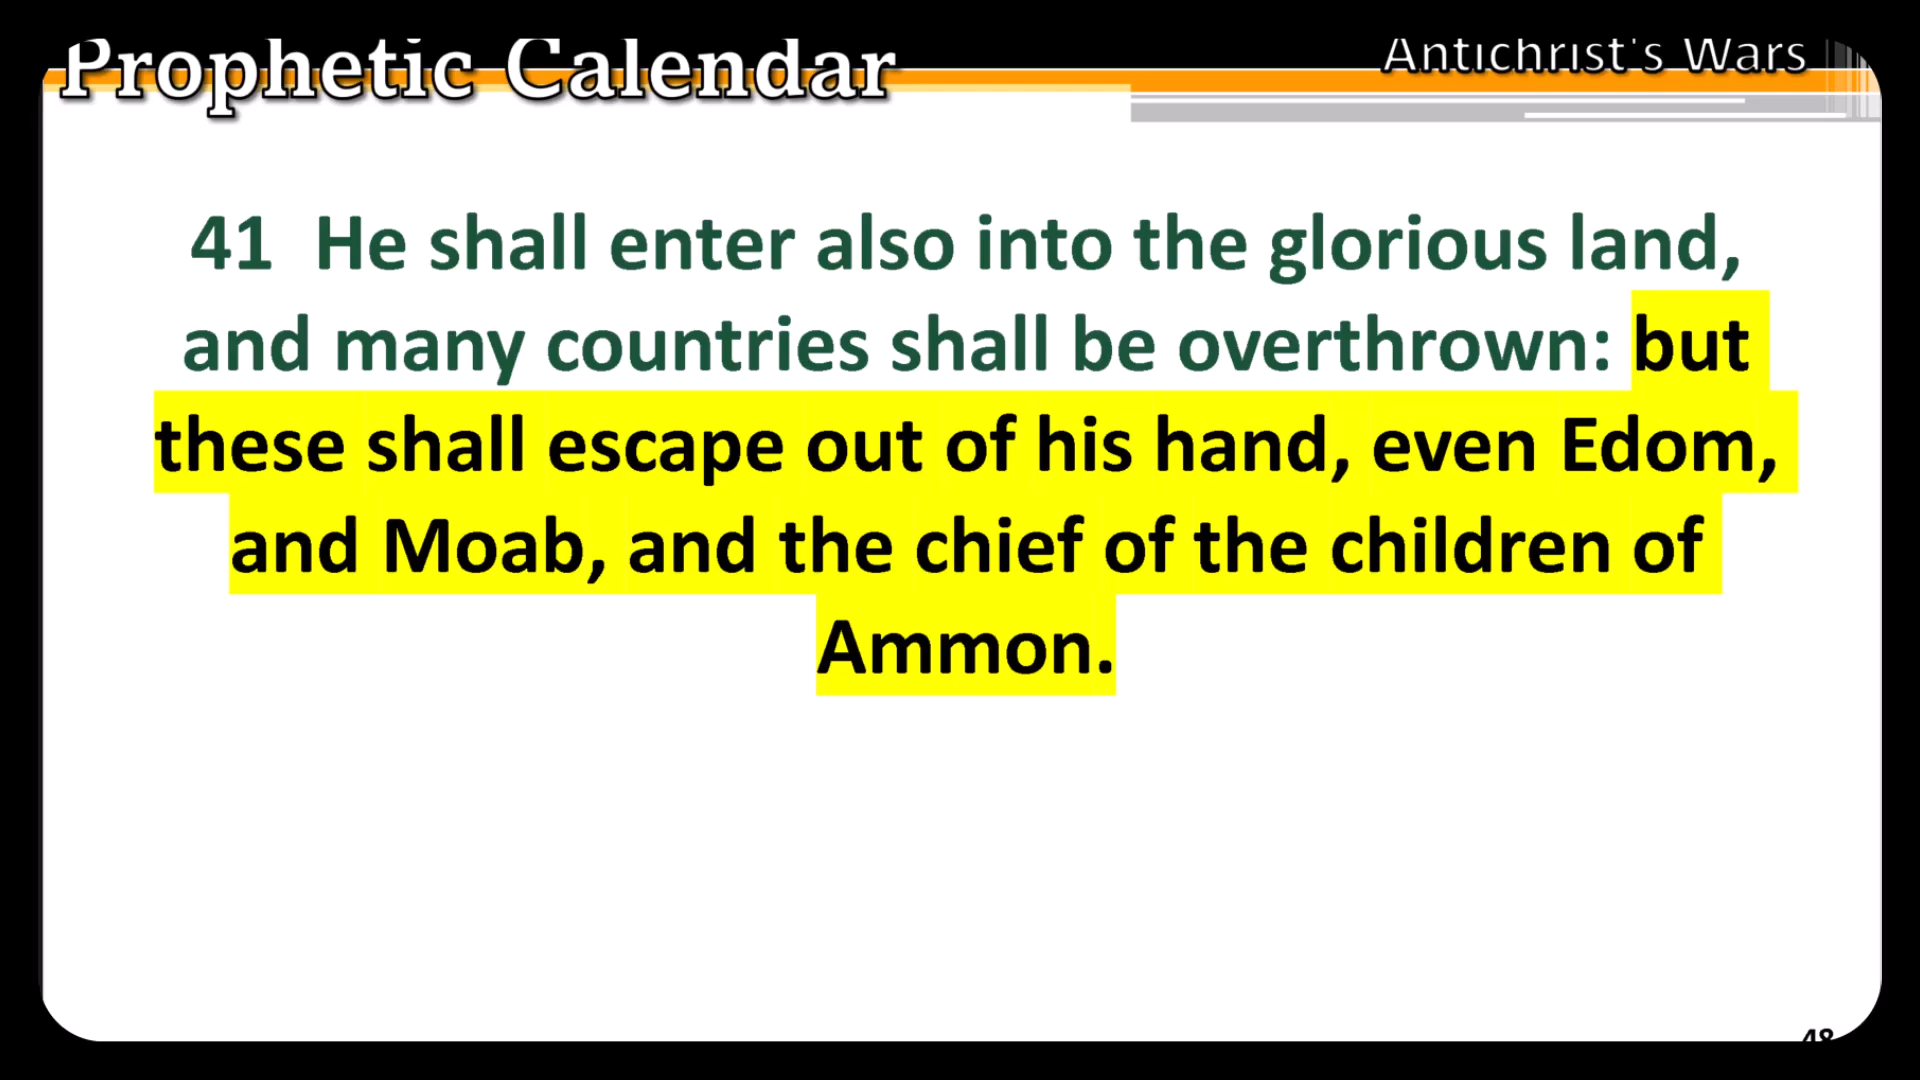 Prophetic Calendar
Antichrist's Wars
41 He shall enter also into the glorious land,
and many countries shall be overthrown: but
these shall escape out of his hand, even Edom,
and Moab, and the chief of the children of
Ammon.
48